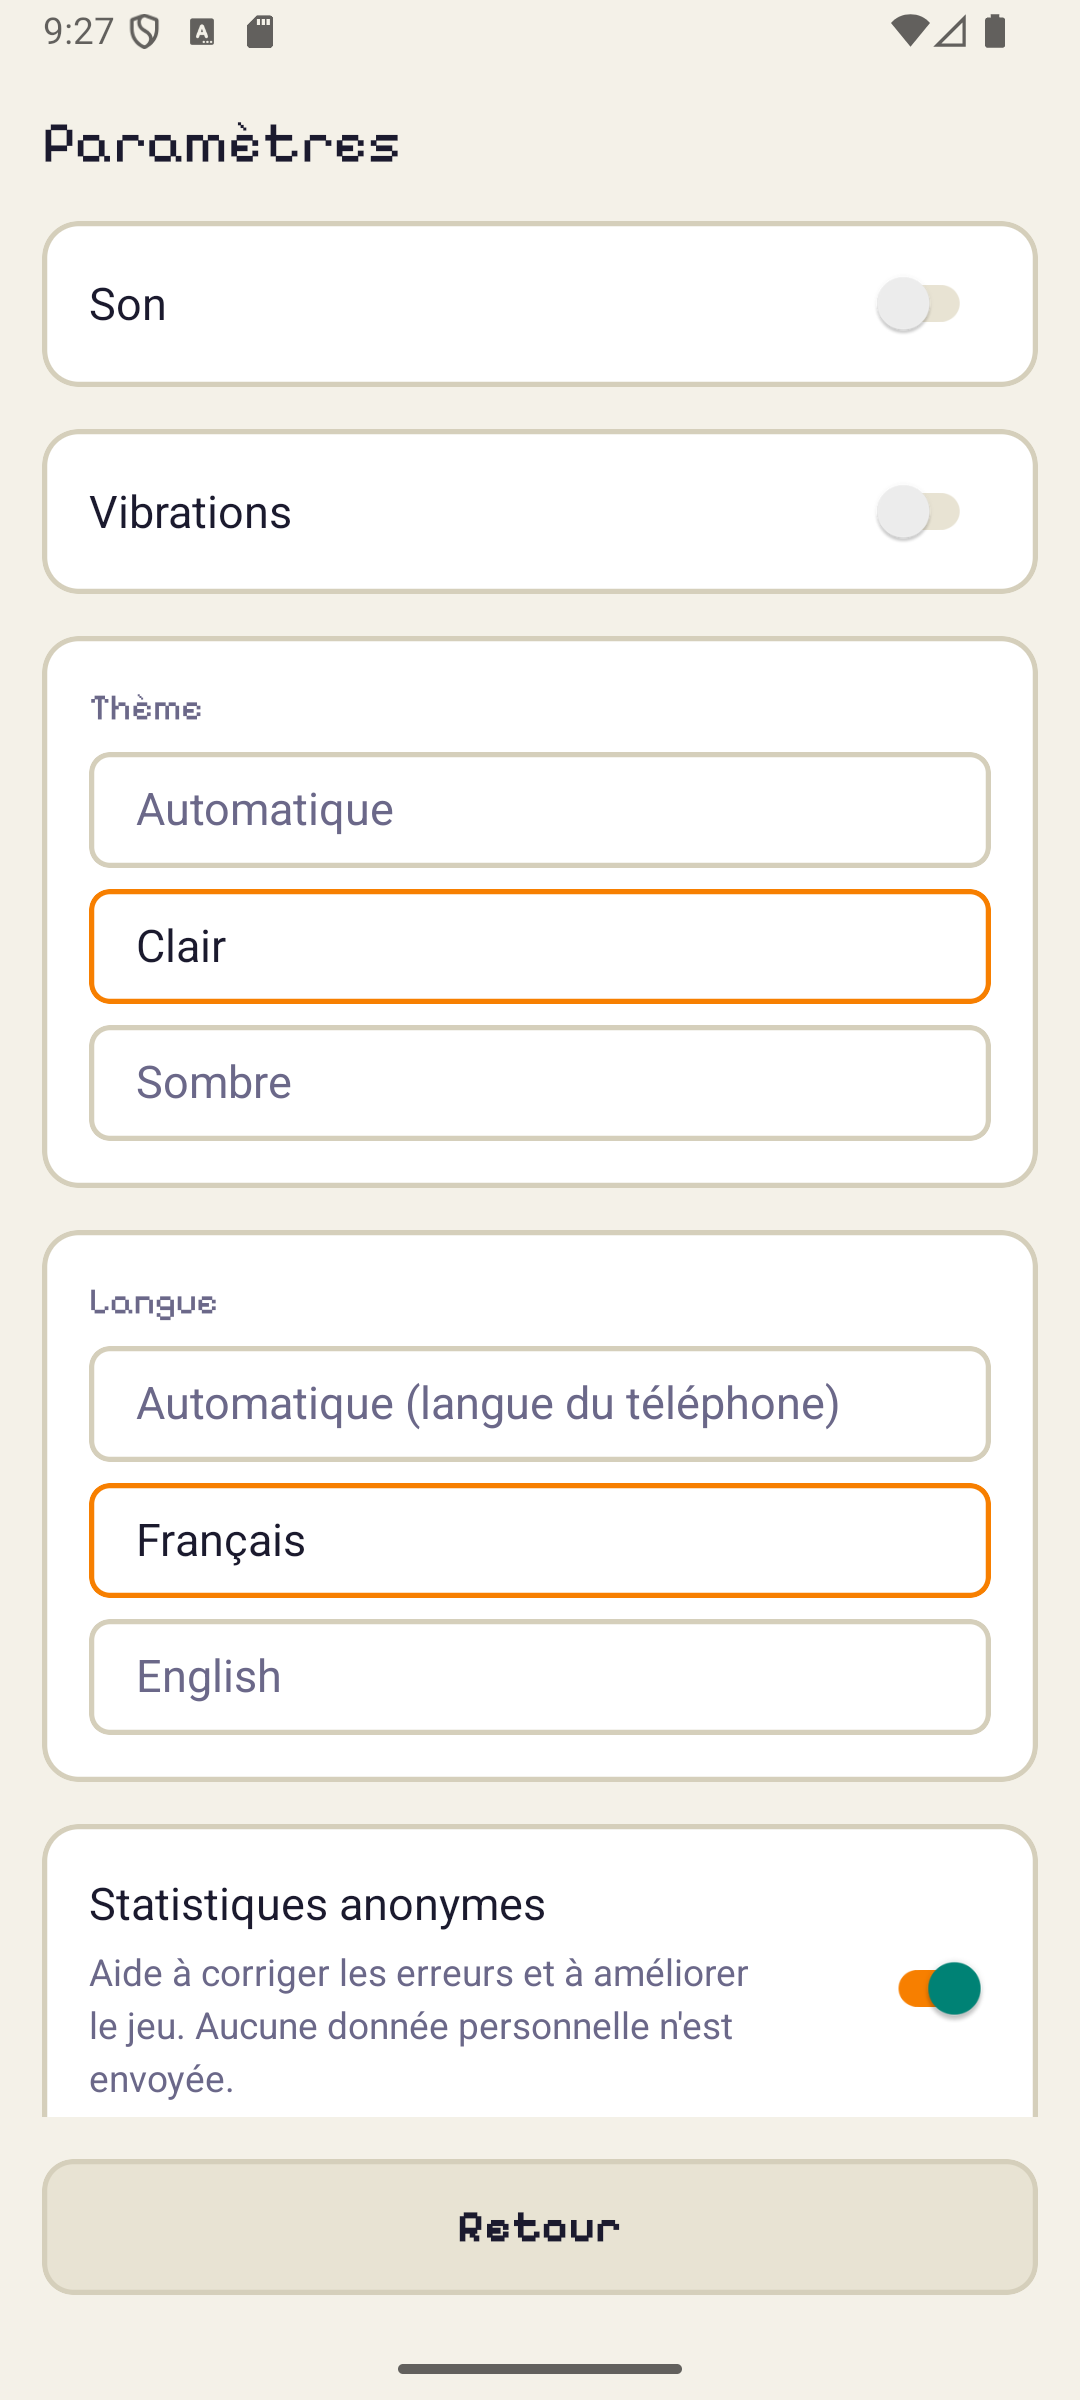 9:27
Paramètres
Son
Vibrations
Thème
Automatique
Clair
Sombre
Langue
Automatique (langue du téléphone)
Français
English
Statistiques anonymes
Aide à corriger les erreurs et à améliorer
le jeu. Aucune donnée personnelle n'est
envoyée.
Retour